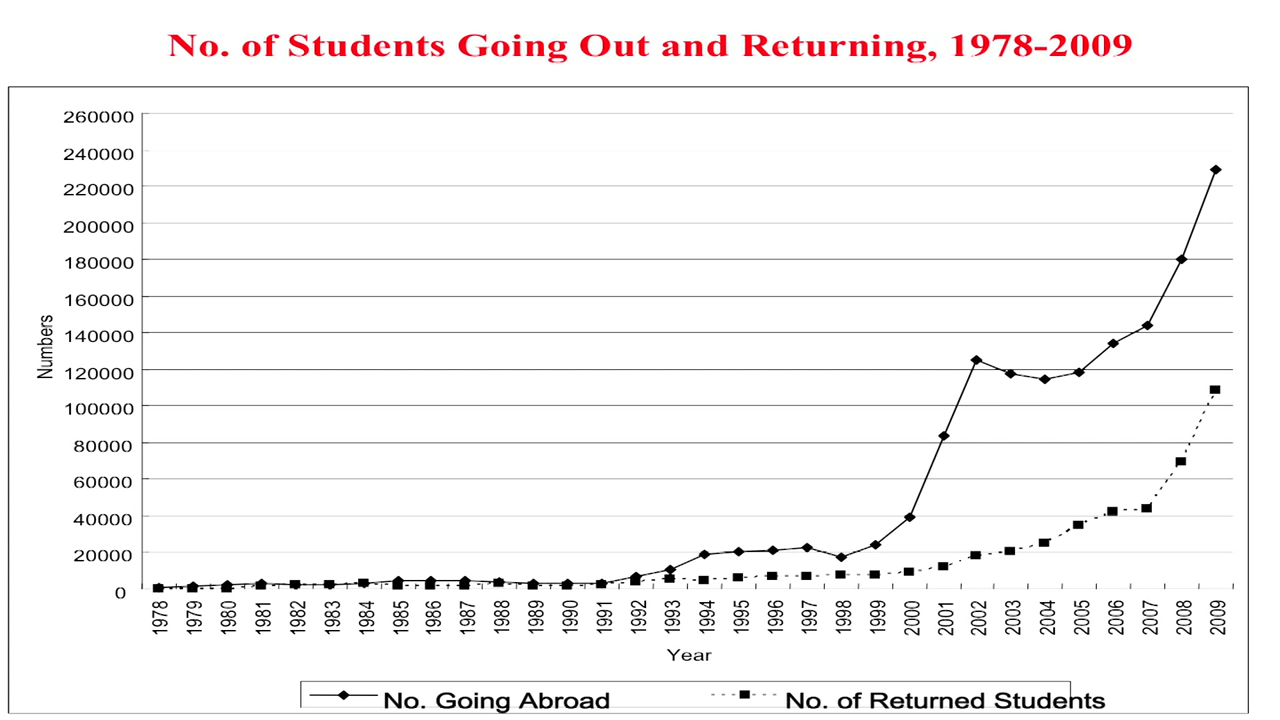 No. of Students Going Out and Returning, 1978-2009
260000
240000
220000
200000
180000
160000
140000
120000
100000
80000
60000
40000
20000
0
Numbers
1978 1979 1980 1981 1982 1983 1984 1985 1986 1987 1988 1989 1990 1991 1992 1993 1994 1995 1996 1997 1998 1999 2000 2001 2002 2003 2004 2005 2006 2007 2008 2009
Year
No. Going Abroad No. of Returned Students